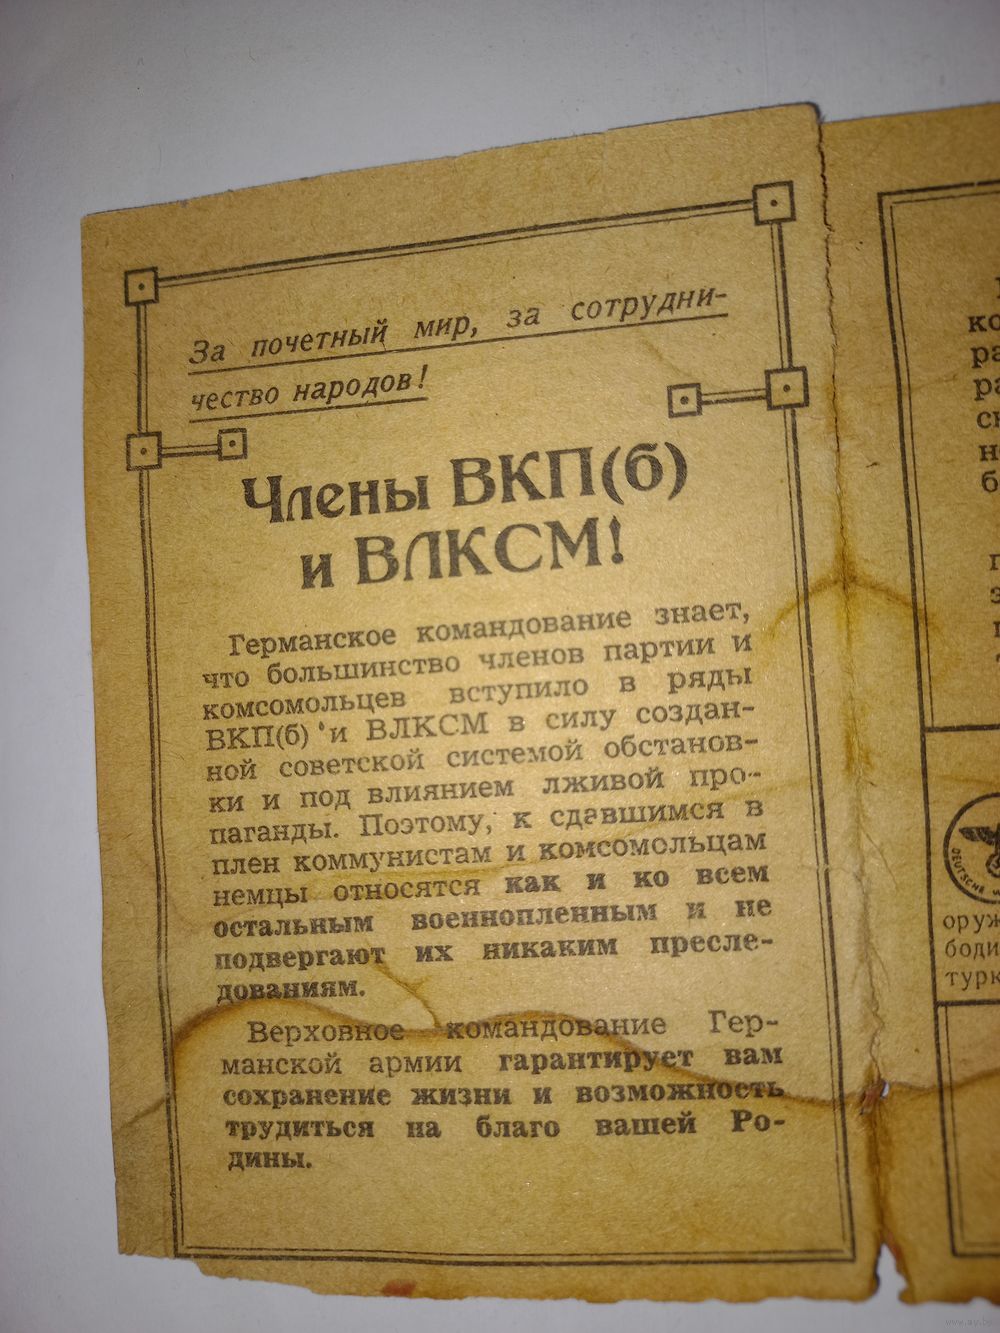 За почетный мир, за сотрудни-
чество народов!
Члены ВКП(б)
и ВЛКСМ!
Германское командование знает,
что большинство членов партии и
комсомольцев вступило в ряды
ВКП(б) и ВЛКСМ в силу создан-
ной советской системой обстанов-
ки и под влиянием лживой про-
паганды. Поэтому, к сдавшимся в
плен коммунистам и комсомольцам
немцы относятся как и ко всем
остальным военнопленным и не
подвергают их никаким пресле-
дованиям.
Верховное командование Гер-
манской армии гарантирует вам
сохранение жизни и возможность
трудиться на благо вашей Ро-
дины.
DEUTSCHE
оруж
боди
турк